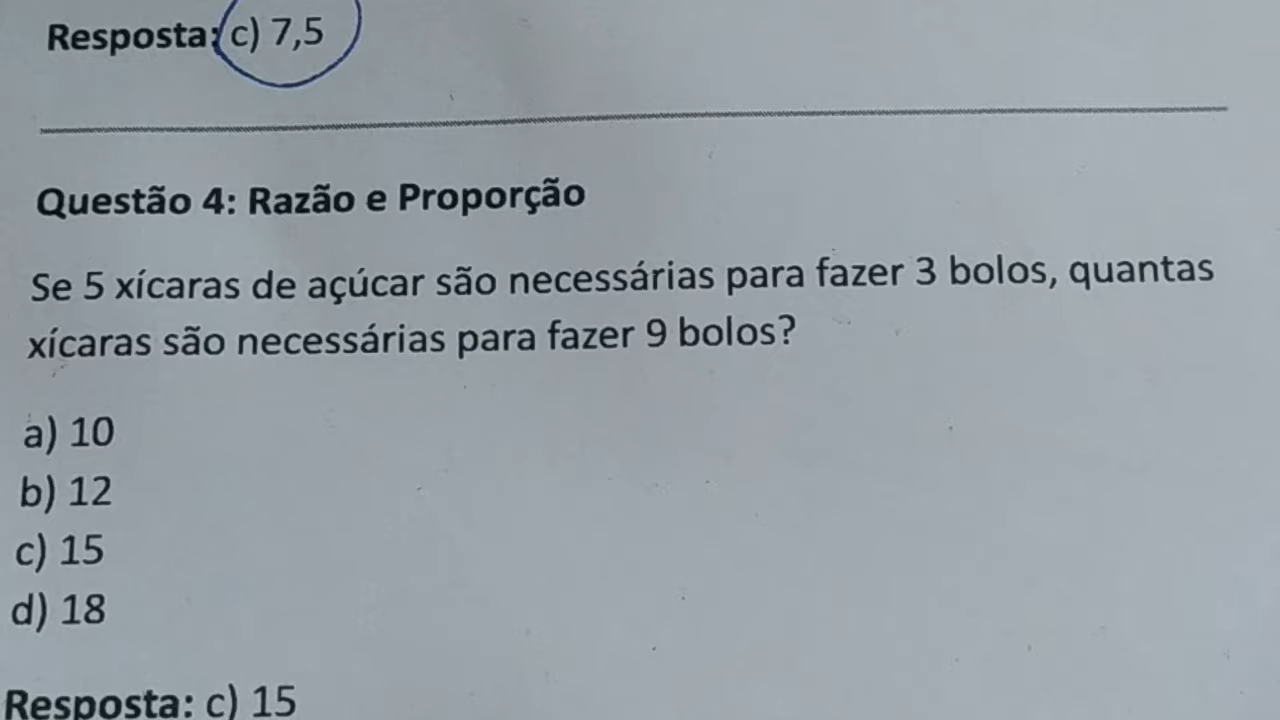 Resposta: c) 7,5
Questão 4: Razão e Proporção
Se 5 xícaras de açúcar são necessárias para fazer 3 bolos, quantas
xícaras são necessárias para fazer 9 bolos?
a) 10
b) 12
c) 15
d) 18
Resposta: c) 15